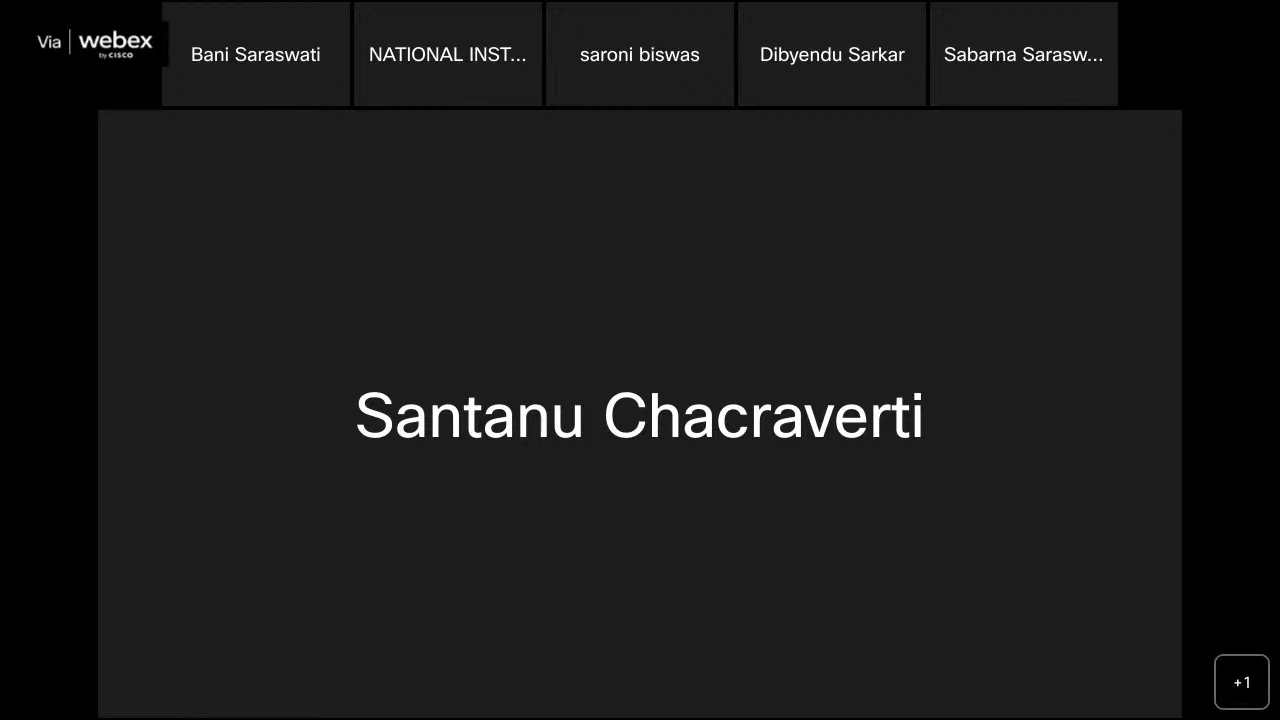 Via | webex
by CISCO
Bani Saraswati
NATIONAL INST...
saroni biswas
Dibyendu Sarkar
Sabarna Sarasw...
Santanu Chacraverti
+1